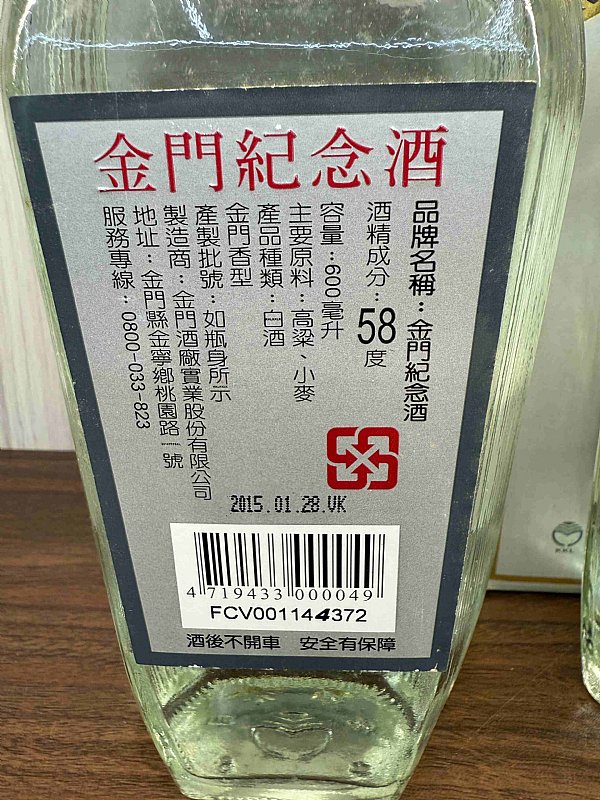 金門紀念酒
品牌名稱：金門紀念酒
酒精成分：58度
容量：600毫升
主要原料：高粱、小麥
產品種類：白酒
金門香型
產製批號：如瓶身所示
製造商：金門酒廠實業股份有限公司
地址：金門縣金寧鄉桃園路 號
服務專線：0800-033-823
2015.01.28.VK
4 719433 000049
FCV001144372
酒後不開車 安全有保障